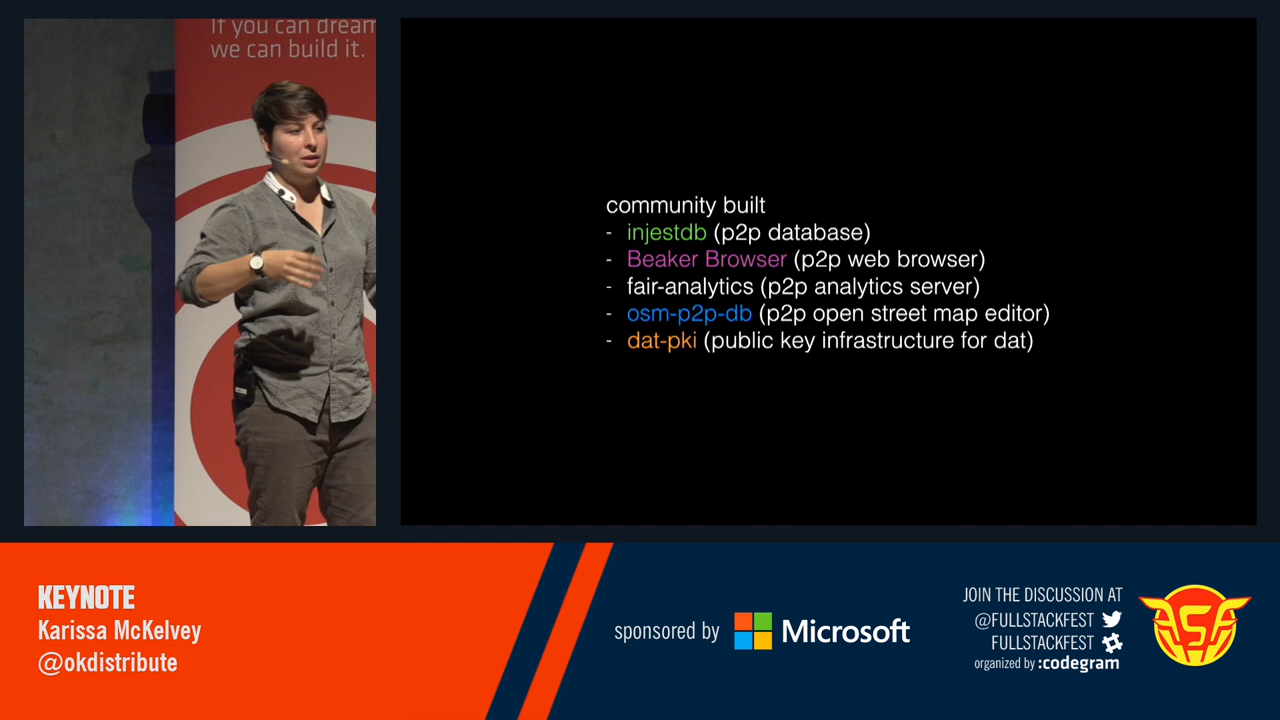 If you can dream
we can build it.
community built
- injestdb (p2p database)
- Beaker Browser (p2p web browser)
- fair-analytics (p2p analytics server)
- osm-p2p-db (p2p open street map editor)
- dat-pki (public key infrastructure for dat)
KEYNOTE
Karissa McKelvey
@okdistribute
sponsored by Microsoft
JOIN THE DISCUSSION AT
@FULLSTACKFEST
FULLSTACKFEST
organized by :codegram
FSF